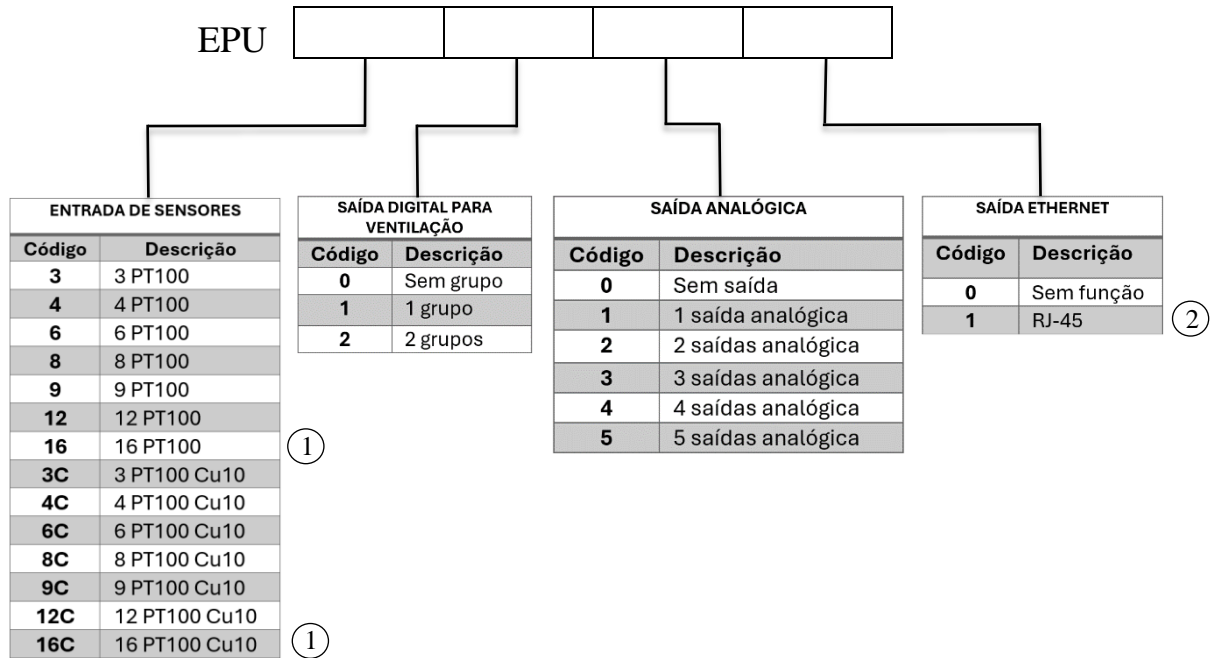 EPU
ENTRADA DE SENSORES
Código Descrição
3 3 PT100
4 4 PT100
6 6 PT100
8 8 PT100
9 9 PT100
12 12 PT100
16 16 PT100
①
3C 3 PT100 Cu10
4C 4 PT100 Cu10
6C 6 PT100 Cu10
8C 8 PT100 Cu10
9C 9 PT100 Cu10
12C 12 PT100 Cu10
16C 16 PT100 Cu10
①
SAÍDA DIGITAL PARA
VENTILAÇÃO
Código Descrição
0 Sem grupo
1 1 grupo
2 2 grupos
SAÍDA ANALÓGICA
Código Descrição
0 Sem saída
1 1 saída analógica
2 2 saídas analógica
3 3 saídas analógica
4 4 saídas analógica
5 5 saídas analógica
SAÍDA ETHERNET
Código Descrição
0 Sem função
1 RJ-45
②